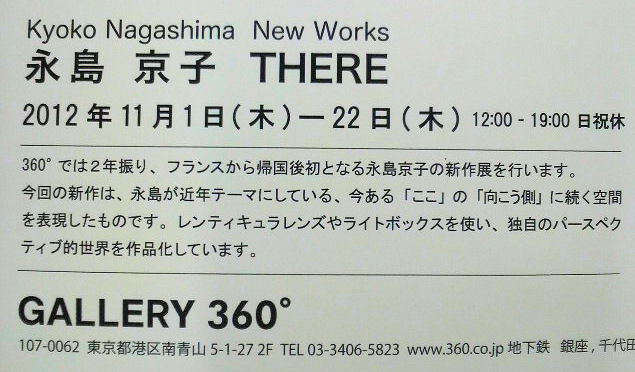 Kyoko Nagashima New Works
永島 京子 THERE
2012年11月1日(木)―22日(木) 12:00 - 19:00 日祝休
360°では２年振り、フランスから帰国後初となる永島京子の新作展を行います。
今回の新作は、永島が近年テーマにしている、今ある「ここ」の「向こう側」に続く空間
を表現したものです。レンティキュラレンズやライトボックスを使い、独自のパースペク
ティブ的世界を作品化しています。
GALLERY 360°
107-0062 東京都港区南青山 5-1-27 2F TEL 03-3406-5823 www.360.co.jp 地下鉄 銀座, 千代田